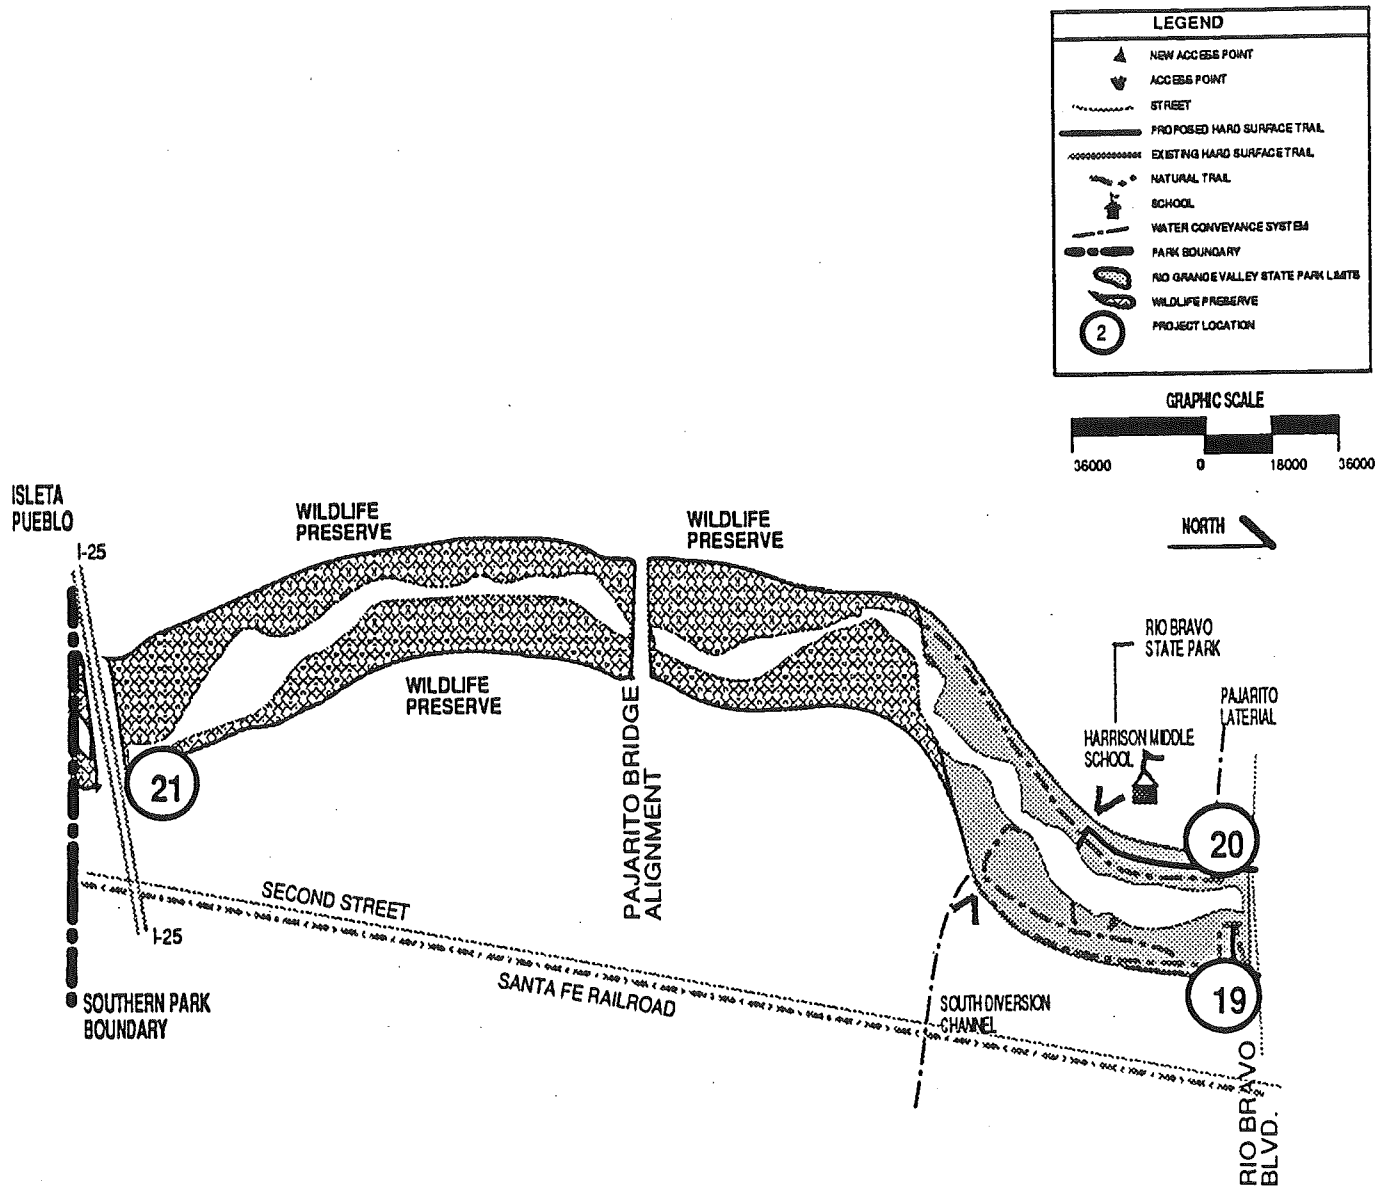 LEGEND
NEW ACCESS POINT
ACCESS POINT
STREET
PROPOSED HARD SURFACE TRAIL
EXISTING HARD SURFACE TRAIL
NATURAL TRAIL
SCHOOL
WATER CONVEYANCE SYSTEM
PARK BOUNDARY
RIO GRANGE VALLEY STATE PARK LIMITS
WILDLIFE PRESERVE
2
PROJECT LOCATION
GRAPHIC SCALE
36000 0 18000 36000
NORTH
ISLETA
PUEBLO
I-25
WILDLIFE
PRESERVE
WILDLIFE
PRESERVE
WILDLIFE
PRESERVE
PAJARITO BRIDGE
ALIGNMENT
RIO BRAVO
STATE PARK
PAJARITO
LATERIAL
HARRISON MIDDLE
SCHOOL
21
20
19
SECOND STREET
I-25
SANTA FE RAILROAD
SOUTHERN PARK
BOUNDARY
SOUTH DIVERSION
CHANNEL
RIO BRAVO
BLVD.